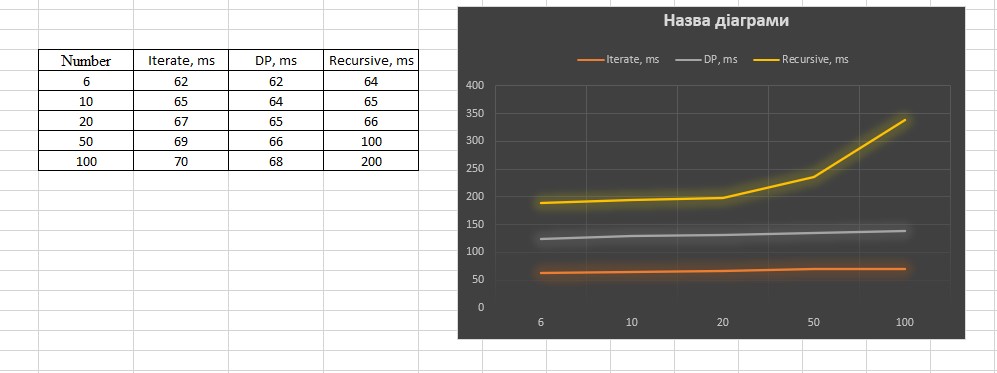 Number Iterate, ms DP, ms Recursive, ms
6 62 62 64
10 65 64 65
20 67 65 66
50 69 66 100
100 70 68 200
Назва діаграми
Iterate, ms DP, ms Recursive, ms
400
350
300
250
200
150
100
50
0
6 10 20 50 100